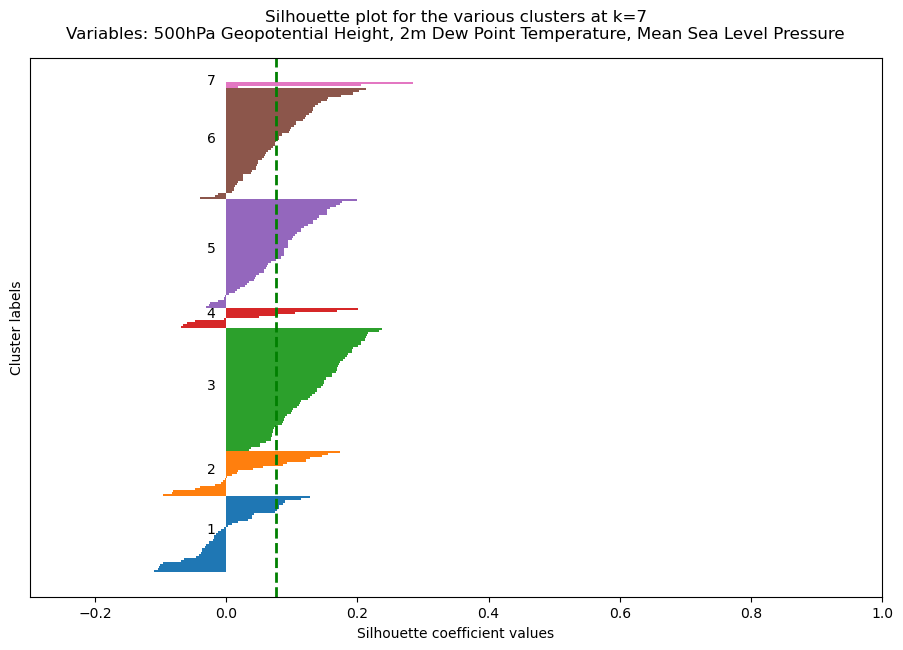 Silhouette plot for the various clusters at k=7
Variables: 500hPa Geopotential Height, 2m Dew Point Temperature, Mean Sea Level Pressure
7
6
5
4
3
2
1
Cluster labels
−0.2 0.0 0.2 0.4 0.6 0.8 1.0
Silhouette coefficient values